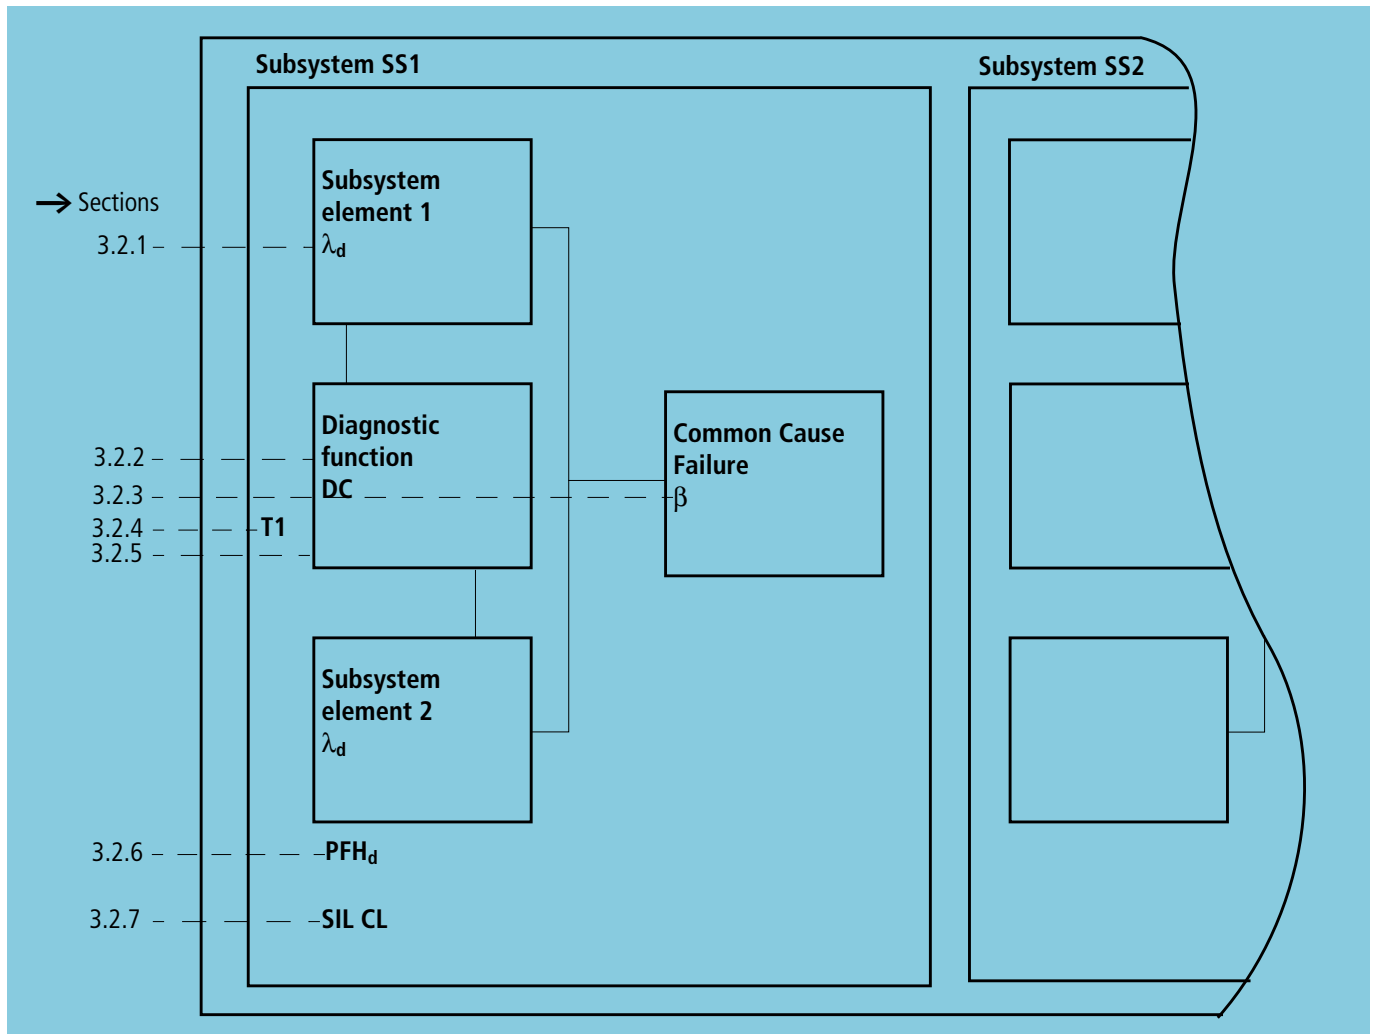 Subsystem SS1
Subsystem SS2
Subsystem
element 1
λd
→ Sections
3.2.1
Diagnostic
function
DC
3.2.2
3.2.3
3.2.4
T1
3.2.5
Common Cause
Failure
β
Subsystem
element 2
λd
3.2.6
PFHd
3.2.7
SIL CL